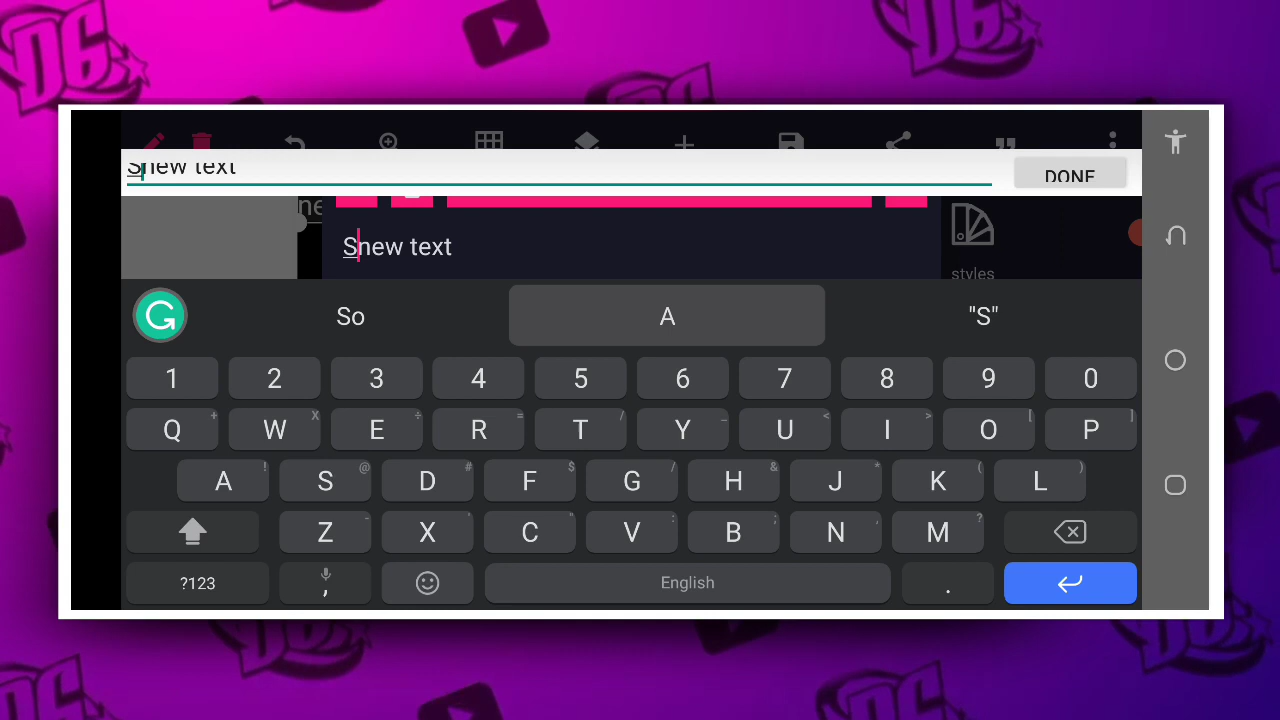 Snew text
DONE
ne
Snew text
styles
So A "S"
1 2 3 4 5 6 7 8 9 0
Q + W X E ÷ R = T / Y _ U < I > O [ P ]
A ! S @ D # F $ G / H & J * K ( L )
Z - X ' C " V : B ; N , M ?
?123 , English .